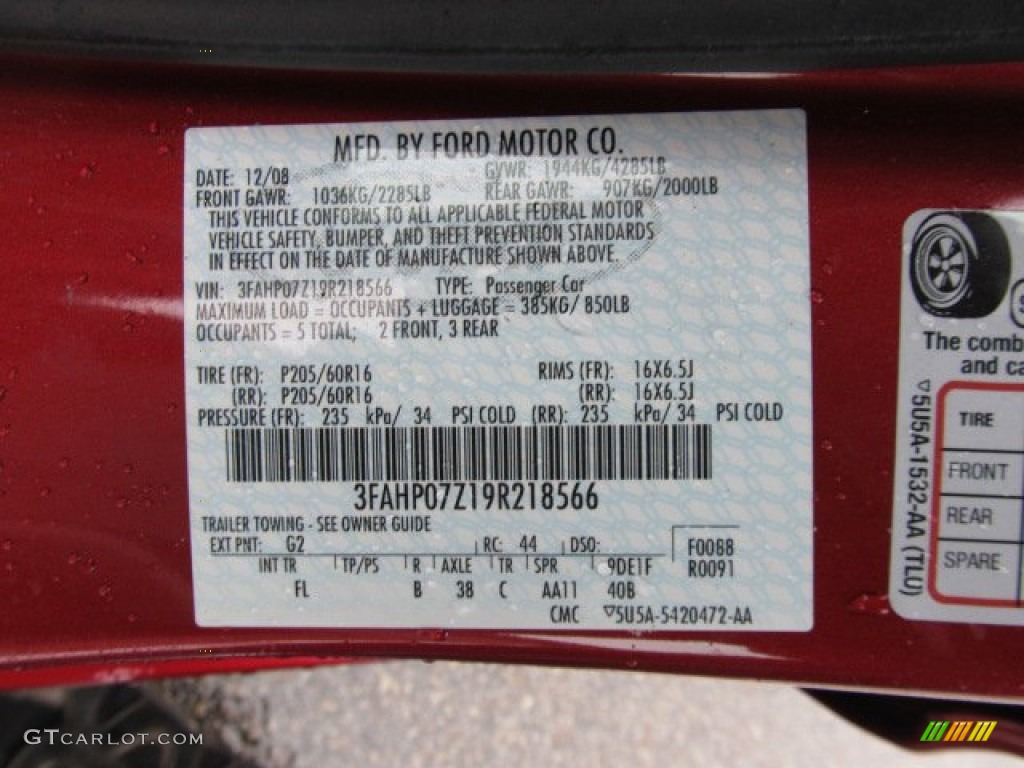 MFD. BY FORD MOTOR CO.
DATE: 12/08 GVWR: 1944KG/4285LB
FRONT GAWR: 1036KG/2285LB REAR GAWR: 907KG/2000LB
THIS VEHICLE CONFORMS TO ALL APPLICABLE FEDERAL MOTOR
VEHICLE SAFETY, BUMPER, AND THEFT PREVENTION STANDARDS
IN EFFECT ON THE DATE OF MANUFACTURE SHOWN ABOVE.
VIN: 3FAHP07Z19R218566 TYPE: Passenger Car
MAXIMUM LOAD = OCCUPANTS + LUGGAGE = 385KG/ 850LB
OCCUPANTS = 5 TOTAL; 2 FRONT, 3 REAR
TIRE (FR): P205/60R16 RIMS (FR): 16X6.5J
(RR): P205/60R16 (RR): 16X6.5J
PRESSURE (FR): 235 kPa/ 34 PSI COLD (RR): 235 kPa/ 34 PSI COLD
3FAHP07Z19R218566
TRAILER TOWING - SEE OWNER GUIDE
EXT PNT: G2 RC: 44 DSO: F0088
INT TR TP/PS R AXLE TR SPR 9DE1F R0091
FL B 38 C AA11 40B
CMC ▽5U5A-5420472-AA
The comb
and ca
TIRE
FRONT
REAR
SPARE
▽5U5A-1532-AA (TLU)
GTCARLOT.COM